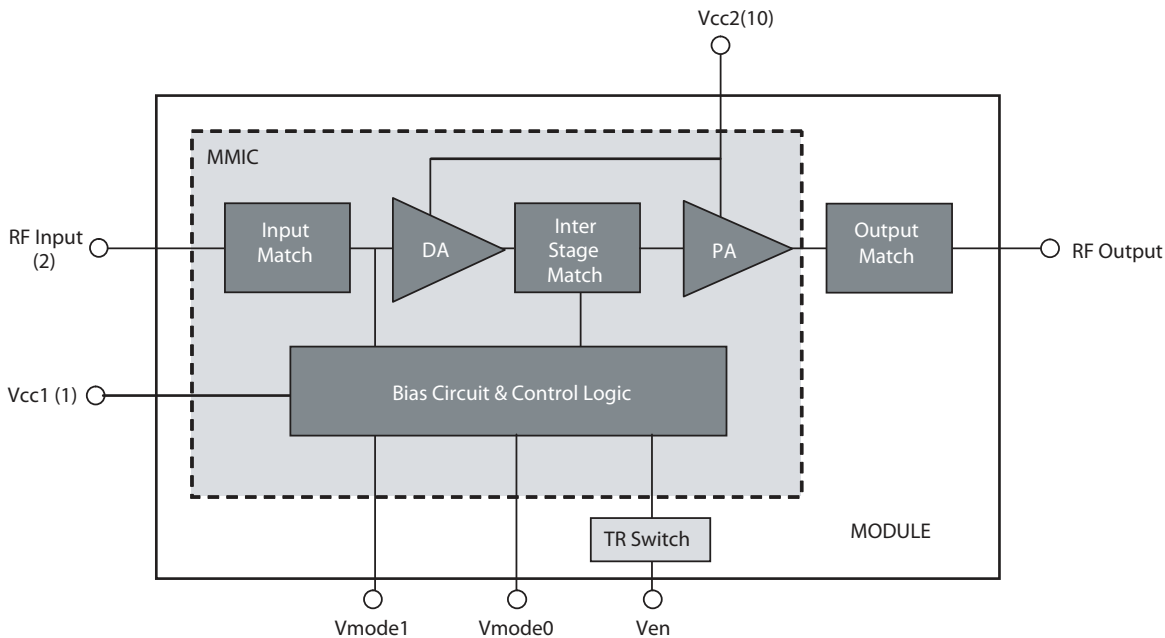 Vcc2(10)
MMIC
RF Input
(2)
Input
Match
DA
Inter
Stage
Match
PA
Output
Match
RF Output
Vcc1 (1)
Bias Circuit & Control Logic
TR Switch
MODULE
Vmode1
Vmode0
Ven